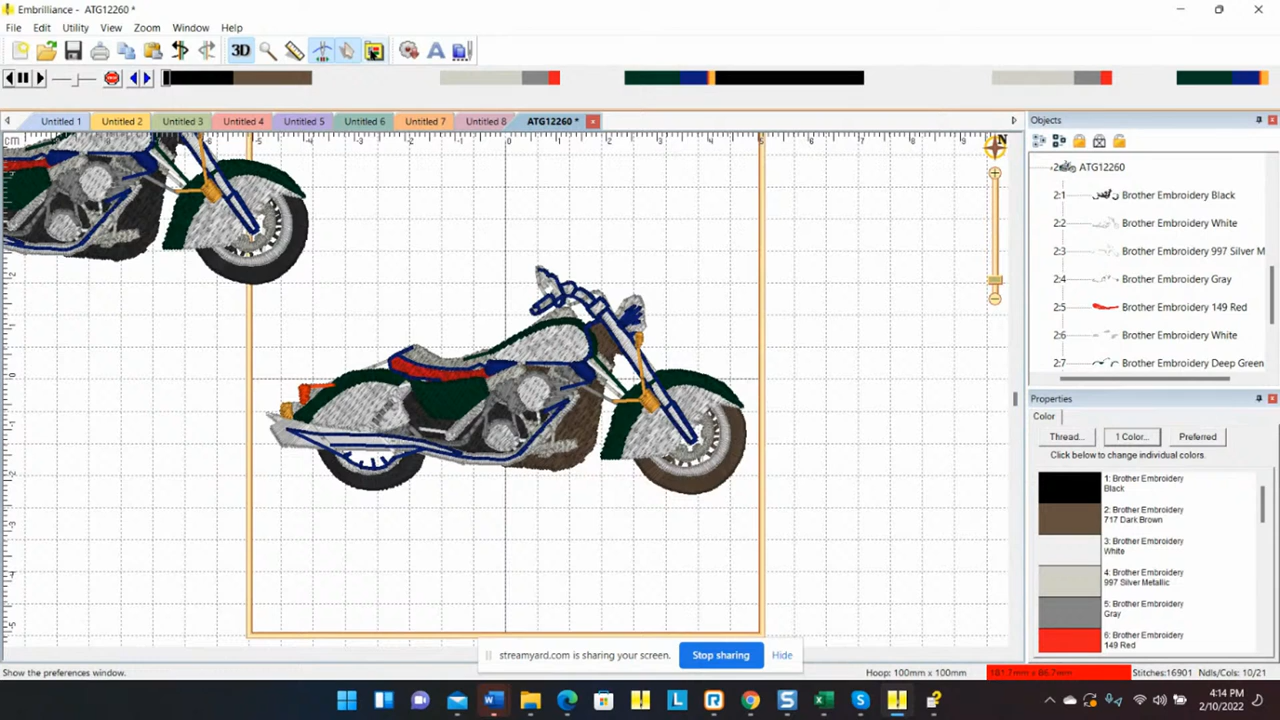 Embrilliance - [ATG12260 *
File Edit Utility View Zoom Window Help
3D A
STOP
Untitled 1 Untitled 2 Untitled 3 Untitled 4 Untitled 5 Untitled 6 Untitled 7 Untitled 8 ATG12260 *
cm
N
Objects
2 ATG12260
2:1 Brother Embroidery Black
2:2 Brother Embroidery White
2:3 Brother Embroidery 997 Silver M
2:4 Brother Embroidery Gray
2:5 Brother Embroidery 149 Red
2:6 Brother Embroidery White
2:7 Brother Embroidery Deep Green
Properties
Color
Thread... 1 Color... Preferred
Click below to change individual colors.
1: Brother Embroidery
Black
2: Brother Embroidery
717 Dark Brown
3: Brother Embroidery
White
4: Brother Embroidery
997 Silver Metallic
5: Brother Embroidery
Gray
6: Brother Embroidery
149 Red
streamyard.com is sharing your screen. Stop sharing Hide
Show the preferences window. Hoop: 100mm x 100mm 181.7mm x 86.7mm Stitches:16901 Ndls/Cols: 10/21
4:14 PM
2/10/2022